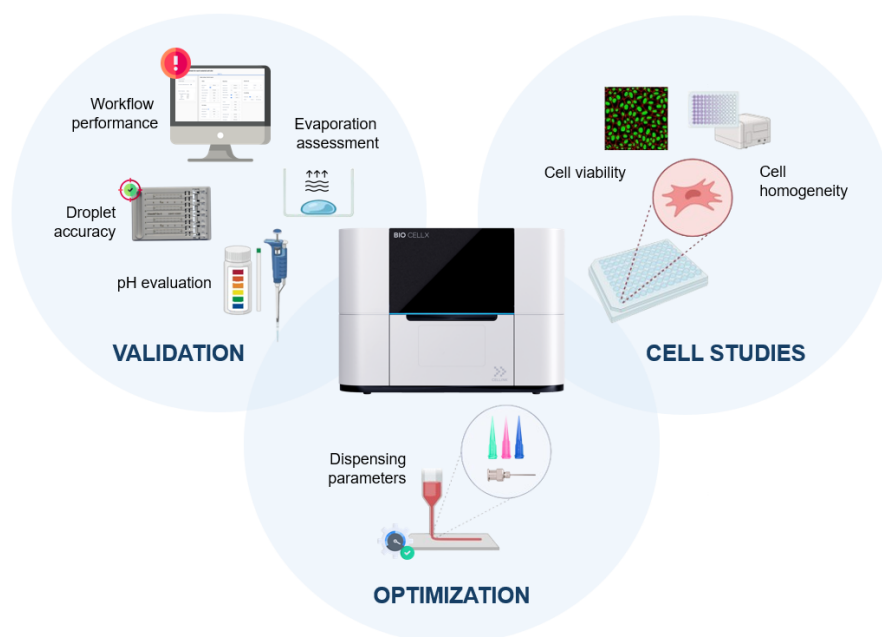 Workflow
performance
Evaporation
assessment
Droplet
accuracy
pH evaluation
VALIDATION
BIO CELLX
Cell viability
Cell
homogeneity
CELL STUDIES
Dispensing
parameters
OPTIMIZATION